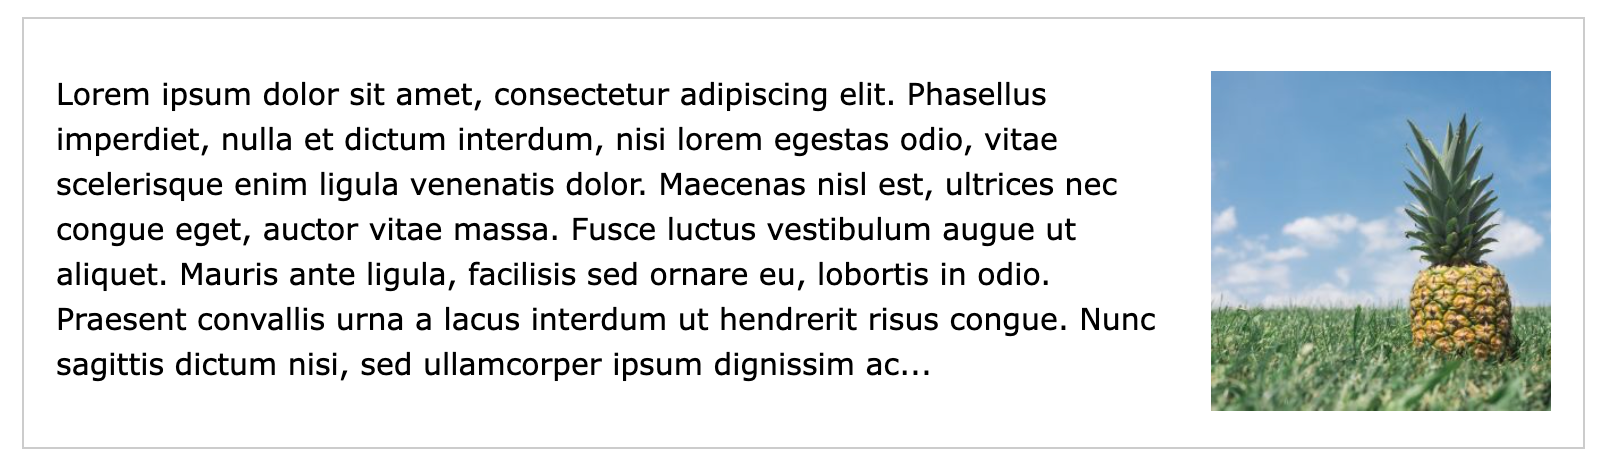 Lorem ipsum dolor sit amet, consectetur adipiscing elit. Phasellus
imperdiet, nulla et dictum interdum, nisi lorem egestas odio, vitae
scelerisque enim ligula venenatis dolor. Maecenas nisl est, ultrices nec
congue eget, auctor vitae massa. Fusce luctus vestibulum augue ut
aliquet. Mauris ante ligula, facilisis sed ornare eu, lobortis in odio.
Praesent convallis urna a lacus interdum ut hendrerit risus congue. Nunc
sagittis dictum nisi, sed ullamcorper ipsum dignissim ac...